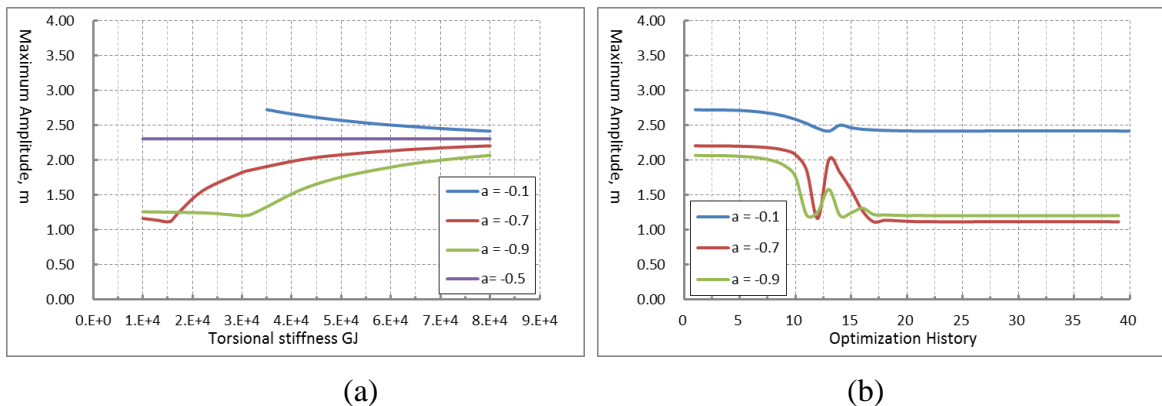 Maximum Amplitude, m
4.00
3.50
3.00
2.50
2.00
1.50
1.00
0.50
0.00
0.E+0 1.E+4 2.E+4 3.E+4 4.E+4 5.E+4 6.E+4 7.E+4 8.E+4 9.E+4
Torsional stiffness GJ
a = -0.1
a = -0.7
a = -0.9
a= -0.5
(a)
Maximum Amplitude, m
4.00
3.50
3.00
2.50
2.00
1.50
1.00
0.50
0.00
0 5 10 15 20 25 30 35 40
Optimization History
a = -0.1
a = -0.7
a = -0.9
(b)